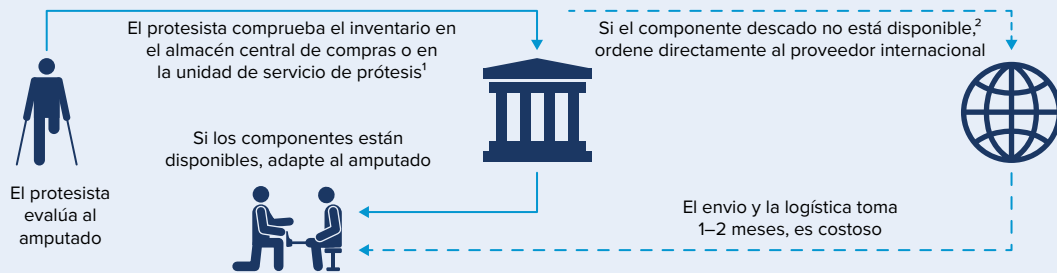 El protesista comprueba el inventario en
el almacén central de compras o en
la unidad de servicio de prótesis¹
Si el componente descado no está disponible,²
ordene directamente al proveedor internacional
Si los componentes están
disponibles, adapte al amputado
El protesista
evalúa al
amputado
El envio y la logística toma
1–2 meses, es costoso